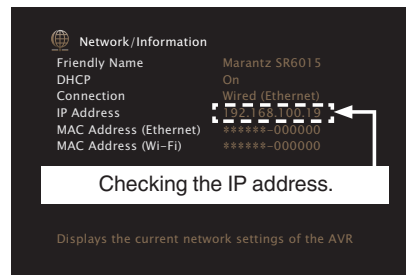 Network/Information
Friendly Name Marantz SR6015
DHCP On
Connection Wired (Ethernet)
IP Address 192.168.100.19
MAC Address (Ethernet) ******-000000
MAC Address (Wi-Fi) ******-000000
Checking the IP address.
Displays the current network settings of the AVR